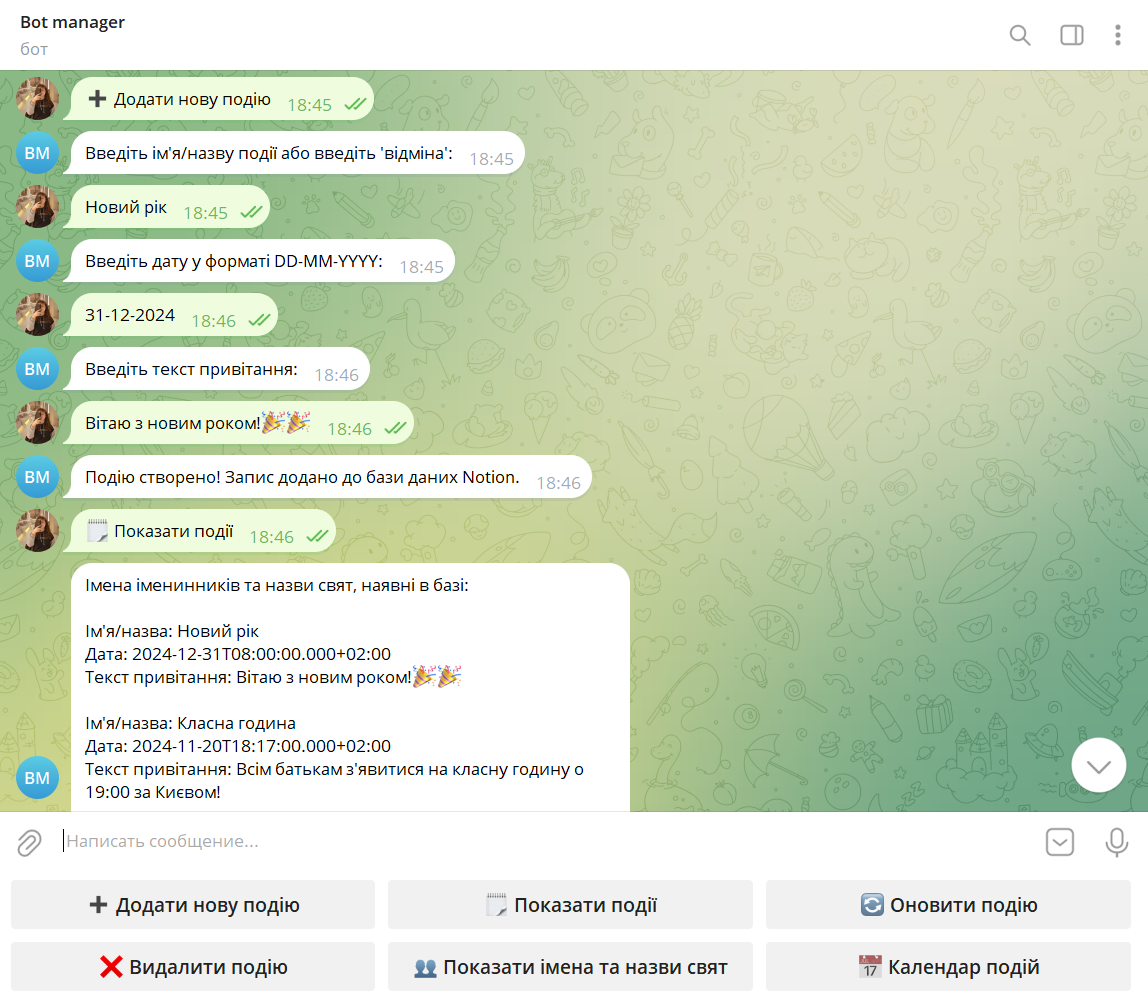 Bot manager
бот
➕ Додати нову подію 18:45
BM
Введіть ім'я/назву події або введіть 'відміна': 18:45
Новий рік 18:45
BM
Введіть дату у форматі DD-MM-YYYY: 18:45
31-12-2024 18:46
BM
Введіть текст привітання: 18:46
Вітаю з новим роком!🎉🎉 18:46
BM
Подію створено! Запис додано до бази даних Notion. 18:46
🗒 Показати події 18:46
Імена іменинників та назви свят, наявні в базі:
Ім'я/назва: Новий рік
Дата: 2024-12-31T08:00:00.000+02:00
Текст привітання: Вітаю з новим роком!🎉🎉
Ім'я/назва: Класна година
Дата: 2024-11-20T18:17:00.000+02:00
Текст привітання: Всім батькам з'явитися на класну годину о
19:00 за Києвом!
BM
Написать сообщение...
➕ Додати нову подію
🗒 Показати події
🔄 Оновити подію
❌ Видалити подію
👥 Показати імена та назви свят
📅 Календар подій